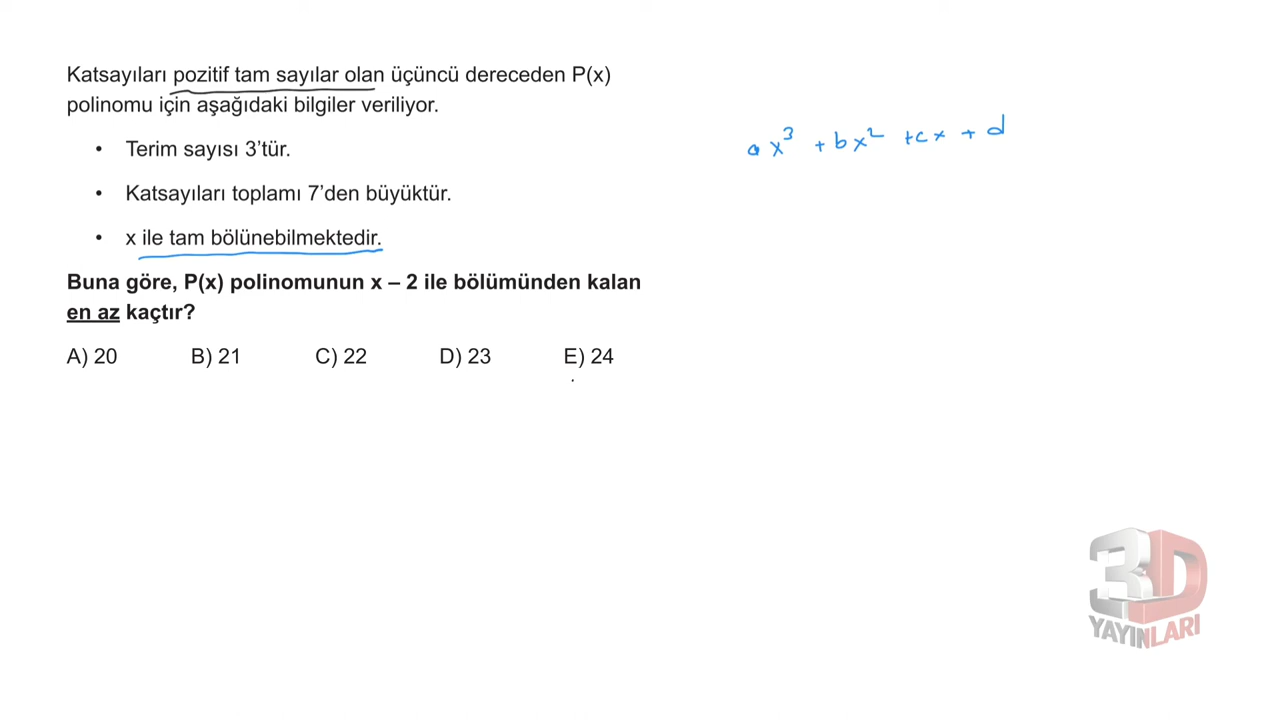 Katsayıları pozitif tam sayılar olan üçüncü dereceden P(x)
polinomu için aşağıdaki bilgiler veriliyor.
• Terim sayısı 3'tür.
• Katsayıları toplamı 7'den büyüktür.
• x ile tam bölünebilmektedir.
Buna göre, P(x) polinomunun x – 2 ile bölümünden kalan
en az kaçtır?
A) 20 B) 21 C) 22 D) 23 E) 24
ax³ + bx² + cx + d
3D
YAYINLARI